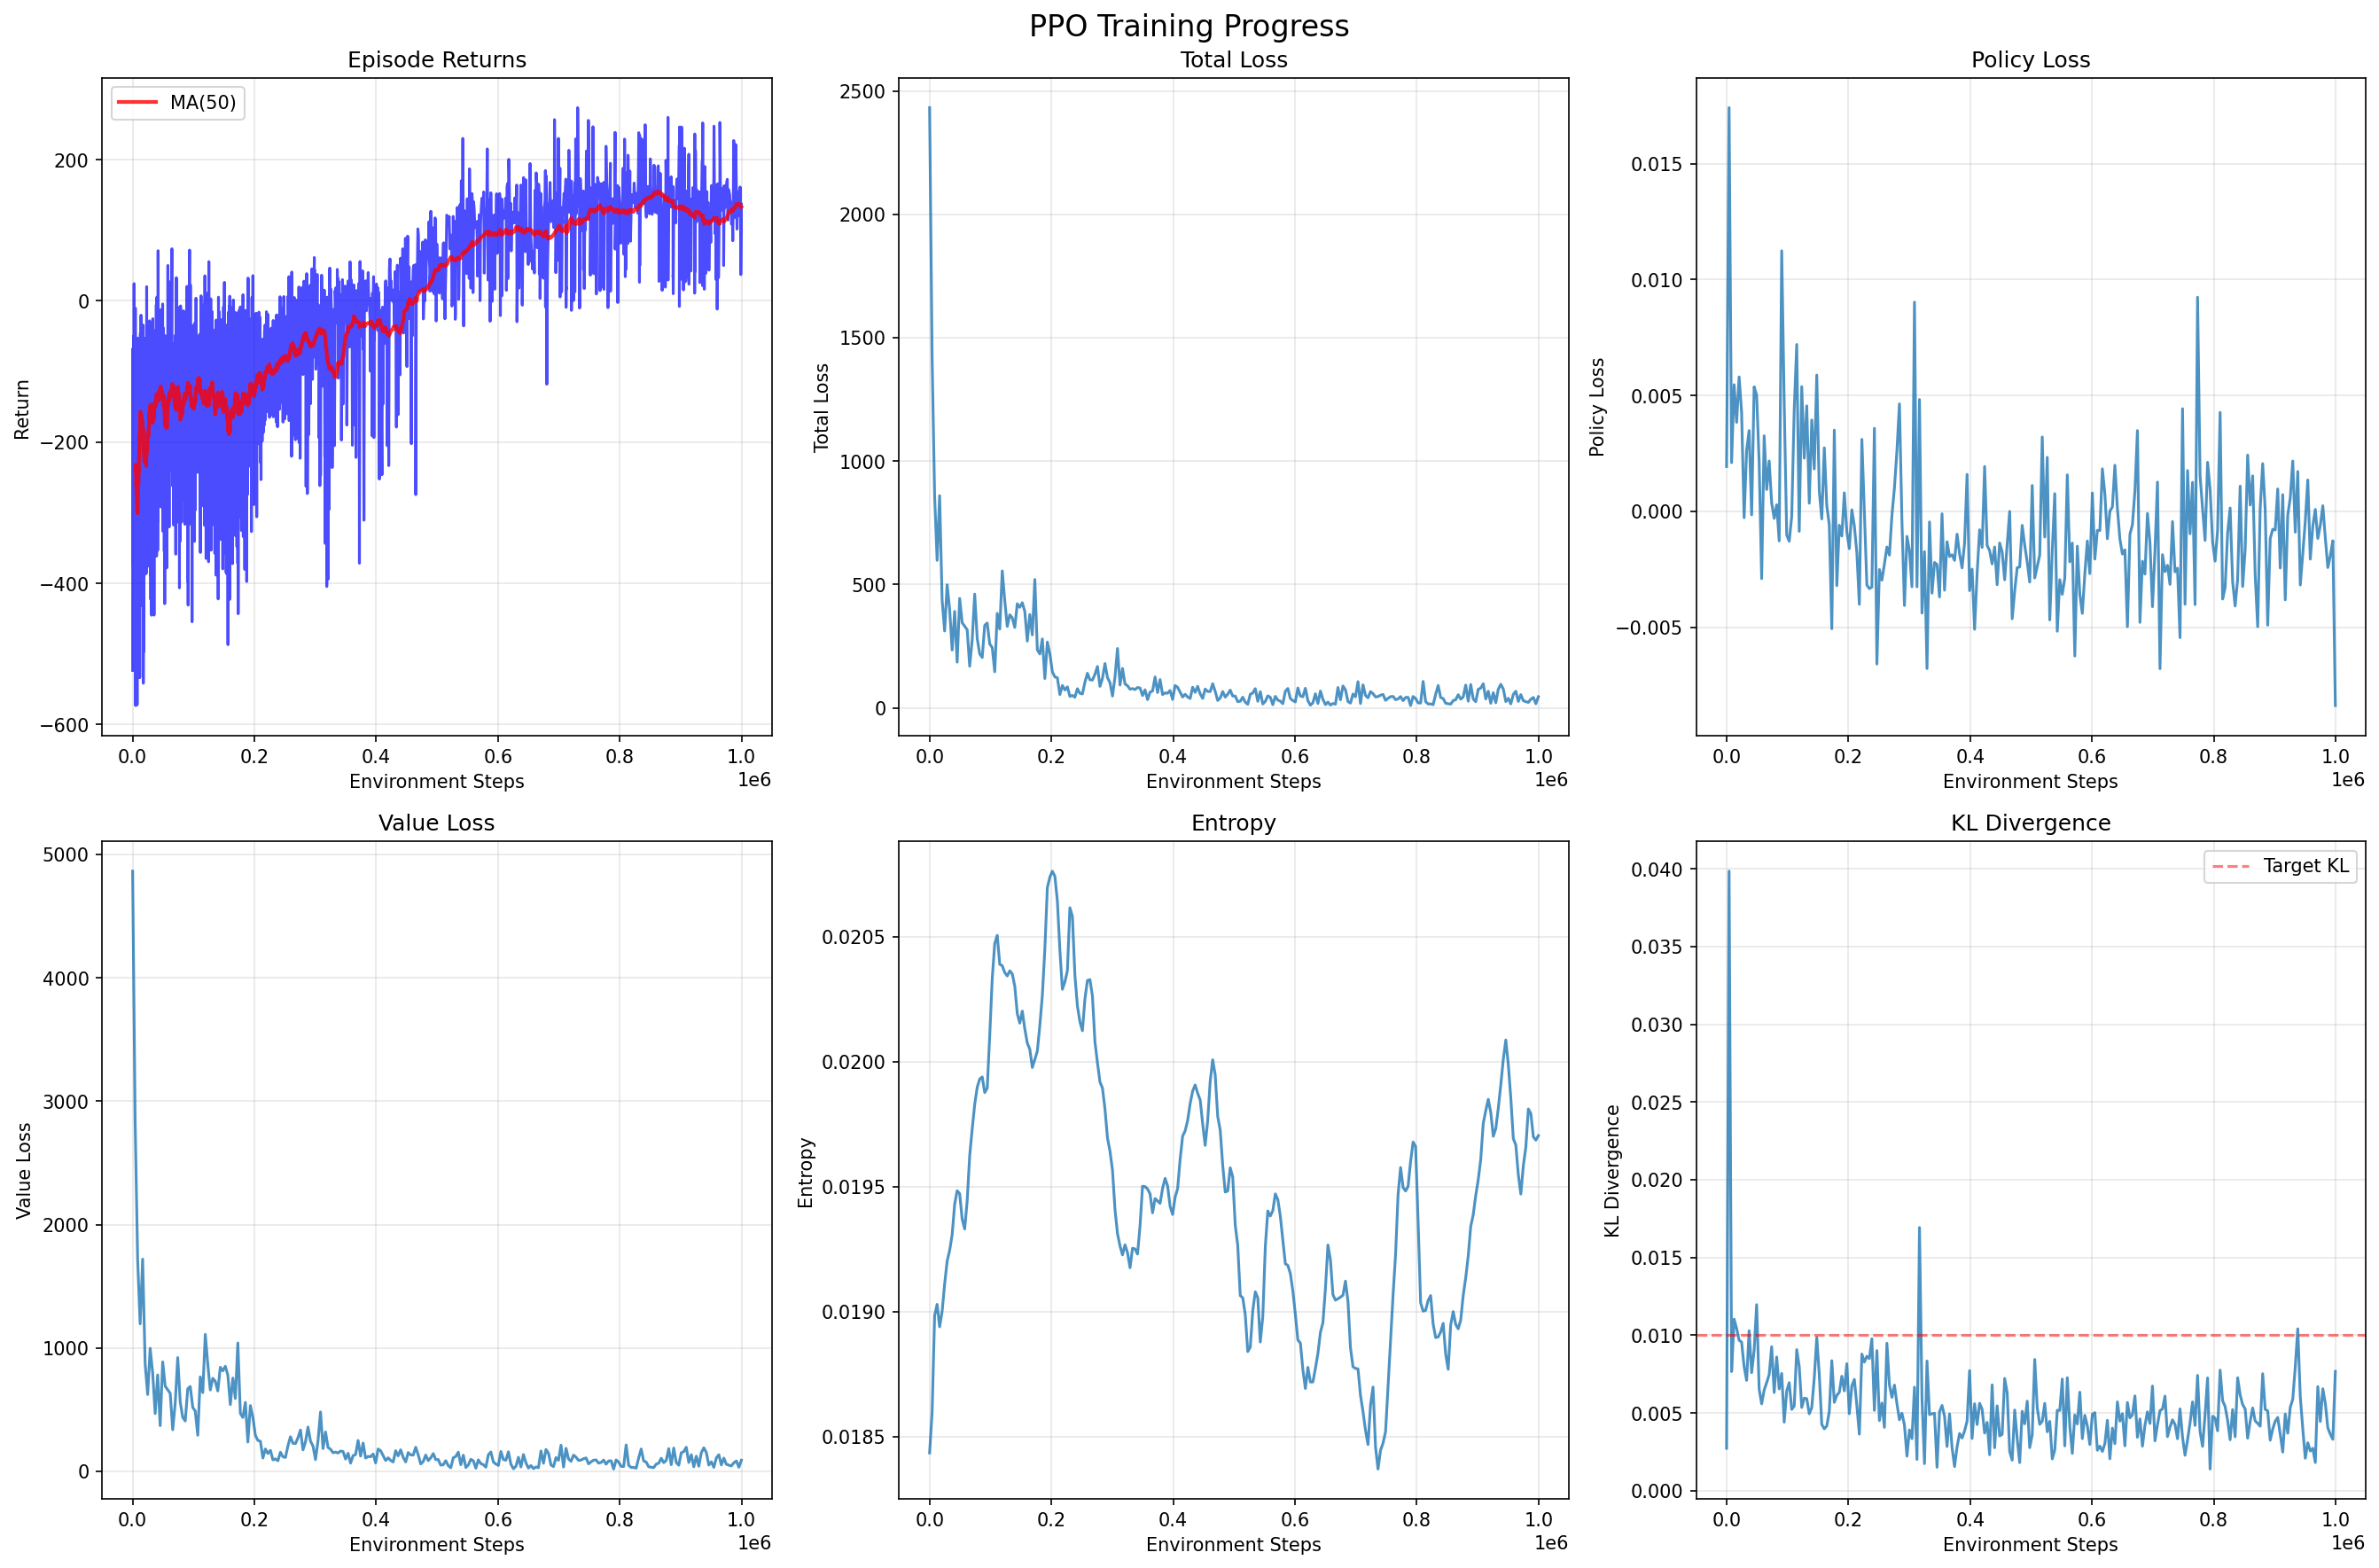 PPO Training Progress
Episode Returns
MA(50)
Return
200
0
−200
−400
−600
0.0 0.2 0.4 0.6 0.8 1.0
1e6
Environment Steps
Total Loss
Total Loss
2500
2000
1500
1000
500
0
0.0 0.2 0.4 0.6 0.8 1.0
1e6
Environment Steps
Policy Loss
Policy Loss
0.015
0.010
0.005
0.000
−0.005
0.0 0.2 0.4 0.6 0.8 1.0
1e6
Environment Steps
Value Loss
Value Loss
5000
4000
3000
2000
1000
0
0.0 0.2 0.4 0.6 0.8 1.0
1e6
Environment Steps
Entropy
Entropy
0.0205
0.0200
0.0195
0.0190
0.0185
0.0 0.2 0.4 0.6 0.8 1.0
1e6
Environment Steps
KL Divergence
Target KL
KL Divergence
0.040
0.035
0.030
0.025
0.020
0.015
0.010
0.005
0.000
0.0 0.2 0.4 0.6 0.8 1.0
1e6
Environment Steps